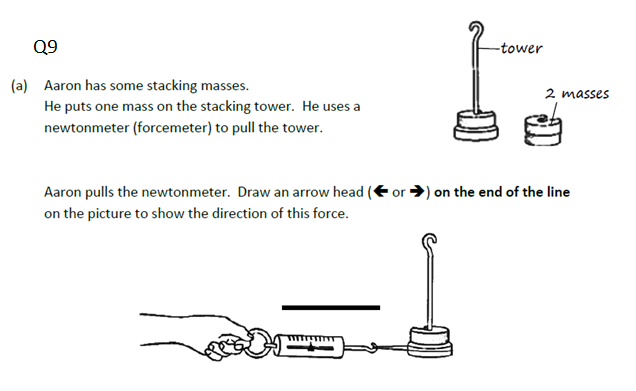 Q9
tower
(a) Aaron has some stacking masses.
2 masses
He puts one mass on the stacking tower. He uses a
newtonmeter (forcemeter) to pull the tower.
Aaron pulls the newtonmeter. Draw an arrow head (🡸 or 🡺) on the end of the line
on the picture to show the direction of this force.